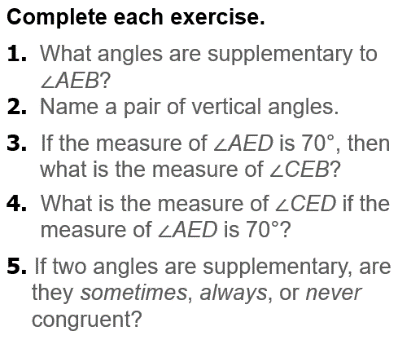 Complete each exercise.
1. What angles are supplementary to
∠AEB?
2. Name a pair of vertical angles.
3. If the measure of ∠AED is 70°, then
what is the measure of ∠CEB?
4. What is the measure of ∠CED if the
measure of ∠AED is 70°?
5. If two angles are supplementary, are
they sometimes, always, or never
congruent?